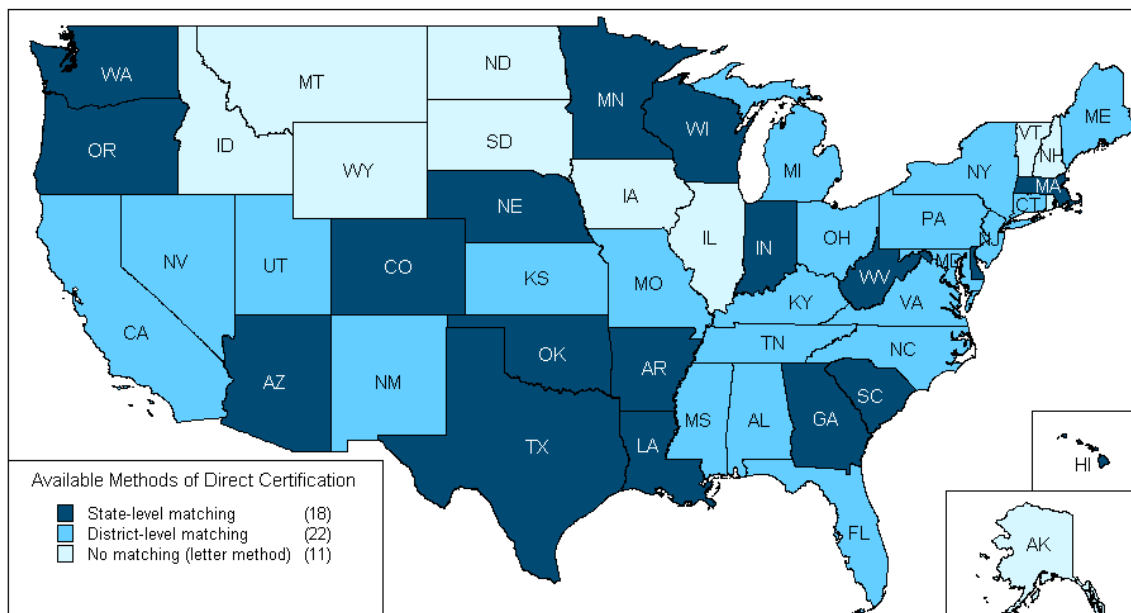 WA
MT
ND
MN
ME
OR
ID
SD
WI
VT
NH
WY
MI
NY
MA
IA
CT
NE
PA
IL
IN
OH
NJ
NV
UT
CO
KS
MO
WV
MD
KY
VA
CA
TN
NC
OK
AZ
NM
AR
SC
MS
AL
GA
TX
LA
HI
FL
AK
Available Methods of Direct Certification
State-level matching (18)
District-level matching (22)
No matching (letter method) (11)